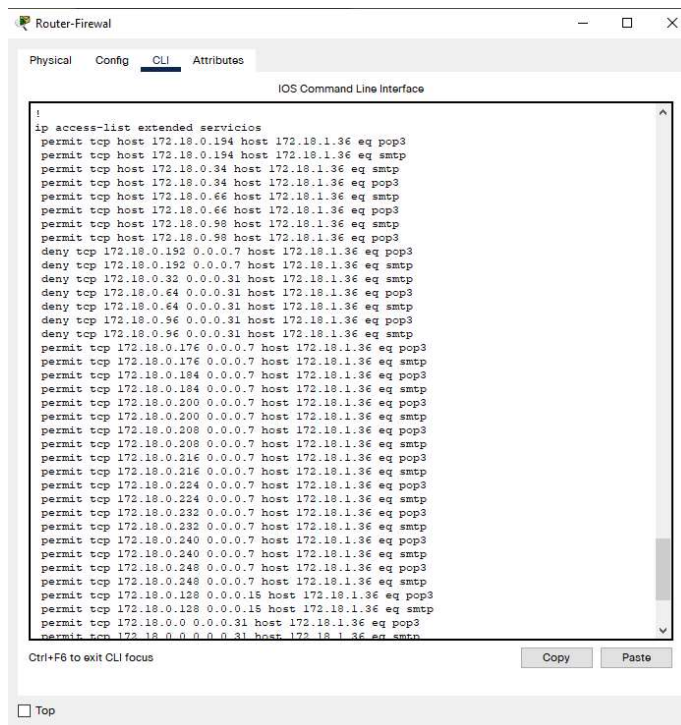 Router-Firewal
Physical Config CLI Attributes
IOS Command Line Interface
!
ip access-list extended servicios
permit tcp host 172.18.0.194 host 172.18.1.36 eq pop3
permit tcp host 172.18.0.194 host 172.18.1.36 eq smtp
permit tcp host 172.18.0.34 host 172.18.1.36 eq smtp
permit tcp host 172.18.0.34 host 172.18.1.36 eq pop3
permit tcp host 172.18.0.66 host 172.18.1.36 eq pop3
permit tcp host 172.18.0.66 host 172.18.1.36 eq smtp
permit tcp host 172.18.0.98 host 172.18.1.36 eq smtp
permit tcp host 172.18.0.98 host 172.18.1.36 eq pop3
deny tcp 172.18.0.192 0.0.0.7 host 172.18.1.36 eq pop3
deny tcp 172.18.0.192 0.0.0.7 host 172.18.1.36 eq smtp
deny tcp 172.18.0.32 0.0.0.31 host 172.18.1.36 eq smtp
deny tcp 172.18.0.64 0.0.0.31 host 172.18.1.36 eq pop3
deny tcp 172.18.0.64 0.0.0.31 host 172.18.1.36 eq smtp
deny tcp 172.18.0.96 0.0.0.31 host 172.18.1.36 eq pop3
deny tcp 172.18.0.96 0.0.0.31 host 172.18.1.36 eq smtp
permit tcp 172.18.0.176 0.0.0.7 host 172.18.1.36 eq pop3
permit tcp 172.18.0.176 0.0.0.7 host 172.18.1.36 eq smtp
permit tcp 172.18.0.184 0.0.0.7 host 172.18.1.36 eq pop3
permit tcp 172.18.0.184 0.0.0.7 host 172.18.1.36 eq smtp
permit tcp 172.18.0.200 0.0.0.7 host 172.18.1.36 eq pop3
permit tcp 172.18.0.200 0.0.0.7 host 172.18.1.36 eq smtp
permit tcp 172.18.0.208 0.0.0.7 host 172.18.1.36 eq pop3
permit tcp 172.18.0.208 0.0.0.7 host 172.18.1.36 eq smtp
permit tcp 172.18.0.216 0.0.0.7 host 172.18.1.36 eq pop3
permit tcp 172.18.0.216 0.0.0.7 host 172.18.1.36 eq smtp
permit tcp 172.18.0.224 0.0.0.7 host 172.18.1.36 eq pop3
permit tcp 172.18.0.224 0.0.0.7 host 172.18.1.36 eq smtp
permit tcp 172.18.0.232 0.0.0.7 host 172.18.1.36 eq pop3
permit tcp 172.18.0.232 0.0.0.7 host 172.18.1.36 eq smtp
permit tcp 172.18.0.240 0.0.0.7 host 172.18.1.36 eq pop3
permit tcp 172.18.0.240 0.0.0.7 host 172.18.1.36 eq smtp
permit tcp 172.18.0.248 0.0.0.7 host 172.18.1.36 eq pop3
permit tcp 172.18.0.248 0.0.0.7 host 172.18.1.36 eq smtp
permit tcp 172.18.0.128 0.0.0.15 host 172.18.1.36 eq pop3
permit tcp 172.18.0.128 0.0.0.15 host 172.18.1.36 eq smtp
permit tcp 172.18.0.0 0.0.0.31 host 172.18.1.36 eq pop3
permit tcp 172.18.0.0 0.0.0.31 host 172.18.1.36 eq smtp
Ctrl+F6 to exit CLI focus
Copy Paste
Top